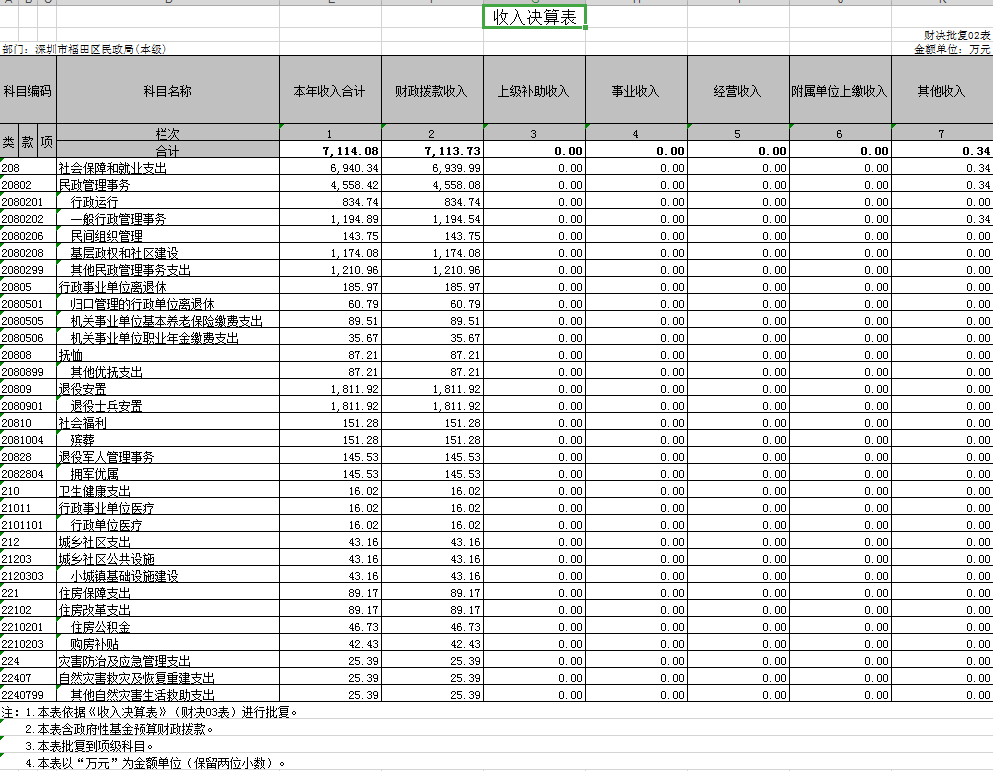 收入决算表
财决批复02表
部门：深圳市福田区民政局(本级) 金额单位：万元
科目编码 科目名称 本年收入合计 财政拨款收入 上级补助收入 事业收入 经营收入 附属单位上缴收入 其他收入
类 款 项 栏次 1 2 3 4 5 6 7
合计 7,114.08 7,113.73 0.00 0.00 0.00 0.00 0.34
208 社会保障和就业支出 6,940.34 6,939.99 0.00 0.00 0.00 0.00 0.34
20802 民政管理事务 4,558.42 4,558.08 0.00 0.00 0.00 0.00 0.34
2080201 行政运行 834.74 834.74 0.00 0.00 0.00 0.00 0.00
2080202 一般行政管理事务 1,194.89 1,194.54 0.00 0.00 0.00 0.00 0.34
2080206 民间组织管理 143.75 143.75 0.00 0.00 0.00 0.00 0.00
2080208 基层政权和社区建设 1,174.08 1,174.08 0.00 0.00 0.00 0.00 0.00
2080299 其他民政管理事务支出 1,210.96 1,210.96 0.00 0.00 0.00 0.00 0.00
20805 行政事业单位离退休 185.97 185.97 0.00 0.00 0.00 0.00 0.00
2080501 归口管理的行政单位离退休 60.79 60.79 0.00 0.00 0.00 0.00 0.00
2080505 机关事业单位基本养老保险缴费支出 89.51 89.51 0.00 0.00 0.00 0.00 0.00
2080506 机关事业单位职业年金缴费支出 35.67 35.67 0.00 0.00 0.00 0.00 0.00
20808 抚恤 87.21 87.21 0.00 0.00 0.00 0.00 0.00
2080899 其他优抚支出 87.21 87.21 0.00 0.00 0.00 0.00 0.00
20809 退役安置 1,811.92 1,811.92 0.00 0.00 0.00 0.00 0.00
2080901 退役士兵安置 1,811.92 1,811.92 0.00 0.00 0.00 0.00 0.00
20810 社会福利 151.28 151.28 0.00 0.00 0.00 0.00 0.00
2081004 殡葬 151.28 151.28 0.00 0.00 0.00 0.00 0.00
20828 退役军人管理事务 145.53 145.53 0.00 0.00 0.00 0.00 0.00
2082804 拥军优属 145.53 145.53 0.00 0.00 0.00 0.00 0.00
210 卫生健康支出 16.02 16.02 0.00 0.00 0.00 0.00 0.00
21011 行政事业单位医疗 16.02 16.02 0.00 0.00 0.00 0.00 0.00
2101101 行政单位医疗 16.02 16.02 0.00 0.00 0.00 0.00 0.00
212 城乡社区支出 43.16 43.16 0.00 0.00 0.00 0.00 0.00
21203 城乡社区公共设施 43.16 43.16 0.00 0.00 0.00 0.00 0.00
2120303 小城镇基础设施建设 43.16 43.16 0.00 0.00 0.00 0.00 0.00
221 住房保障支出 89.17 89.17 0.00 0.00 0.00 0.00 0.00
22102 住房改革支出 89.17 89.17 0.00 0.00 0.00 0.00 0.00
2210201 住房公积金 46.73 46.73 0.00 0.00 0.00 0.00 0.00
2210203 购房补贴 42.43 42.43 0.00 0.00 0.00 0.00 0.00
224 灾害防治及应急管理支出 25.39 25.39 0.00 0.00 0.00 0.00 0.00
22407 自然灾害救灾及恢复重建支出 25.39 25.39 0.00 0.00 0.00 0.00 0.00
2240799 其他自然灾害生活救助支出 25.39 25.39 0.00 0.00 0.00 0.00 0.00
注：1.本表依据《收入决算表》（财决03表）进行批复。
2.本表含政府性基金预算财政拨款。
3.本表批复到项级科目。
4.本表以“万元”为金额单位（保留两位小数）。